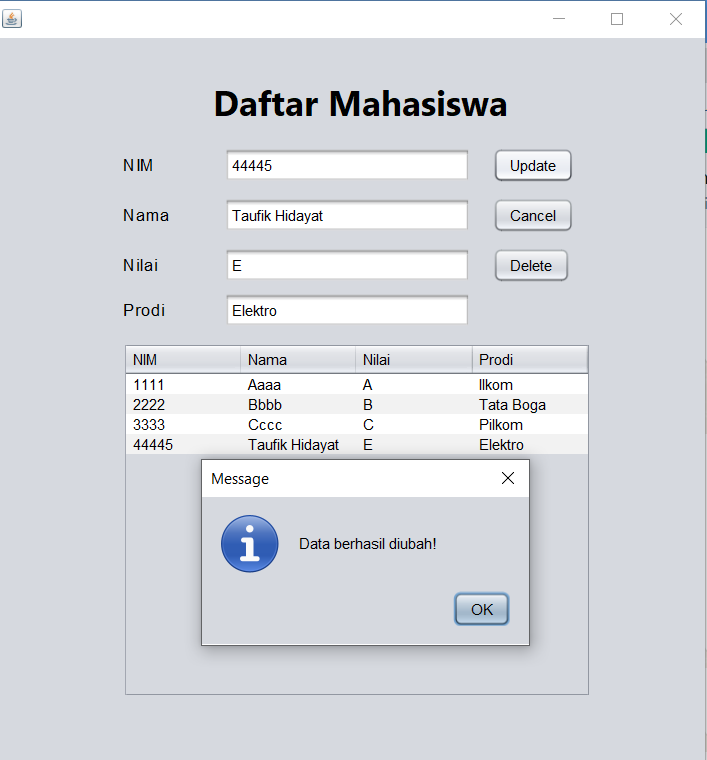 Daftar Mahasiswa
NIM 44445 Update
Nama Taufik Hidayat Cancel
Nilai E Delete
Prodi Elektro
NIM Nama Nilai Prodi
1111 Aaaa A Ilkom
2222 Bbbb B Tata Boga
3333 Cccc C Pilkom
44445 Taufik Hidayat E Elektro
Message
Data berhasil diubah!
OK